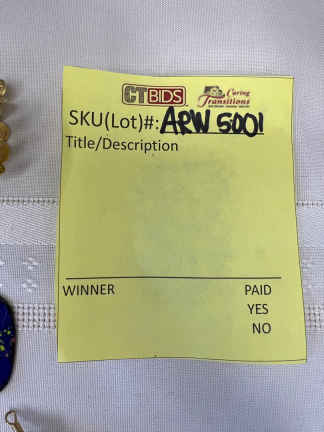 CTBIDS Caring Transitions
SKU(Lot)#: ARW 5001
Title/Description
WINNER PAID
YES
NO